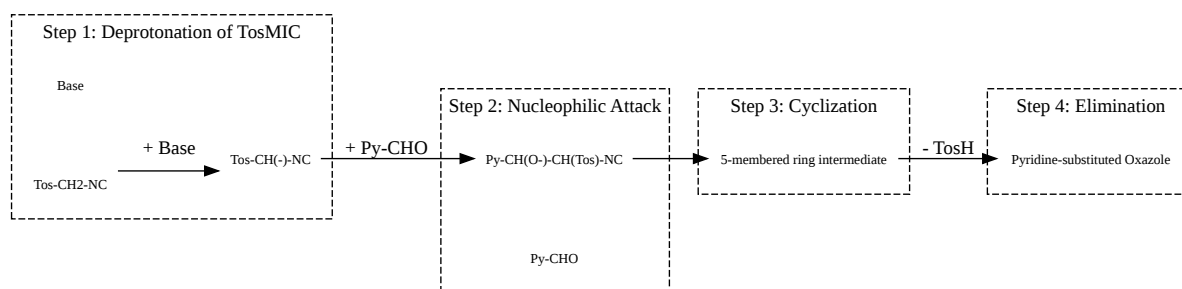 Step 1: Deprotonation of TosMIC
Base
+ Base
Tos-CH2-NC
Tos-CH(-)-NC
+ Py-CHO
Step 2: Nucleophilic Attack
Py-CH(O-)-CH(Tos)-NC
Py-CHO
Step 3: Cyclization
5-membered ring intermediate
- TosH
Step 4: Elimination
Pyridine-substituted Oxazole